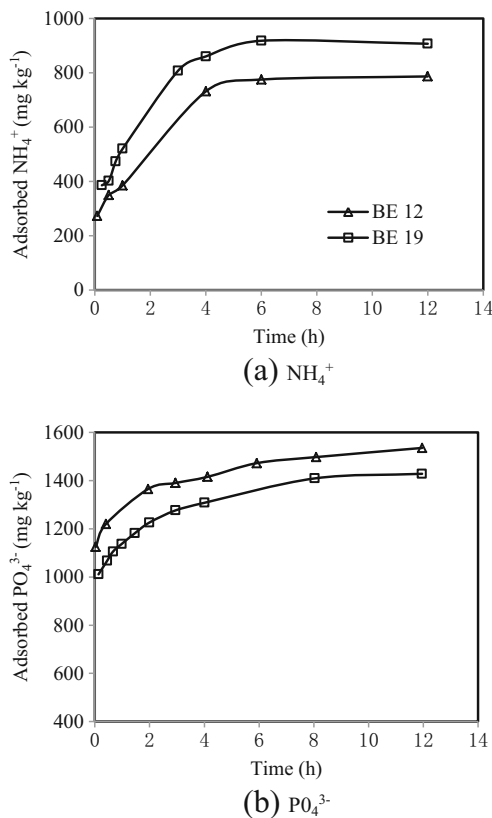 1000
800
600
400
200
0
Adsorbed NH₄⁺ (mg kg⁻¹)
BE 12
BE 19
0 2 4 6 8 10 12 14
Time (h)
(a) NH₄⁺
1600
1400
1200
1000
800
600
400
Adsorbed PO₄³⁻ (mg kg⁻¹)
0 2 4 6 8 10 12 14
Time (h)
(b) P0₄³⁻